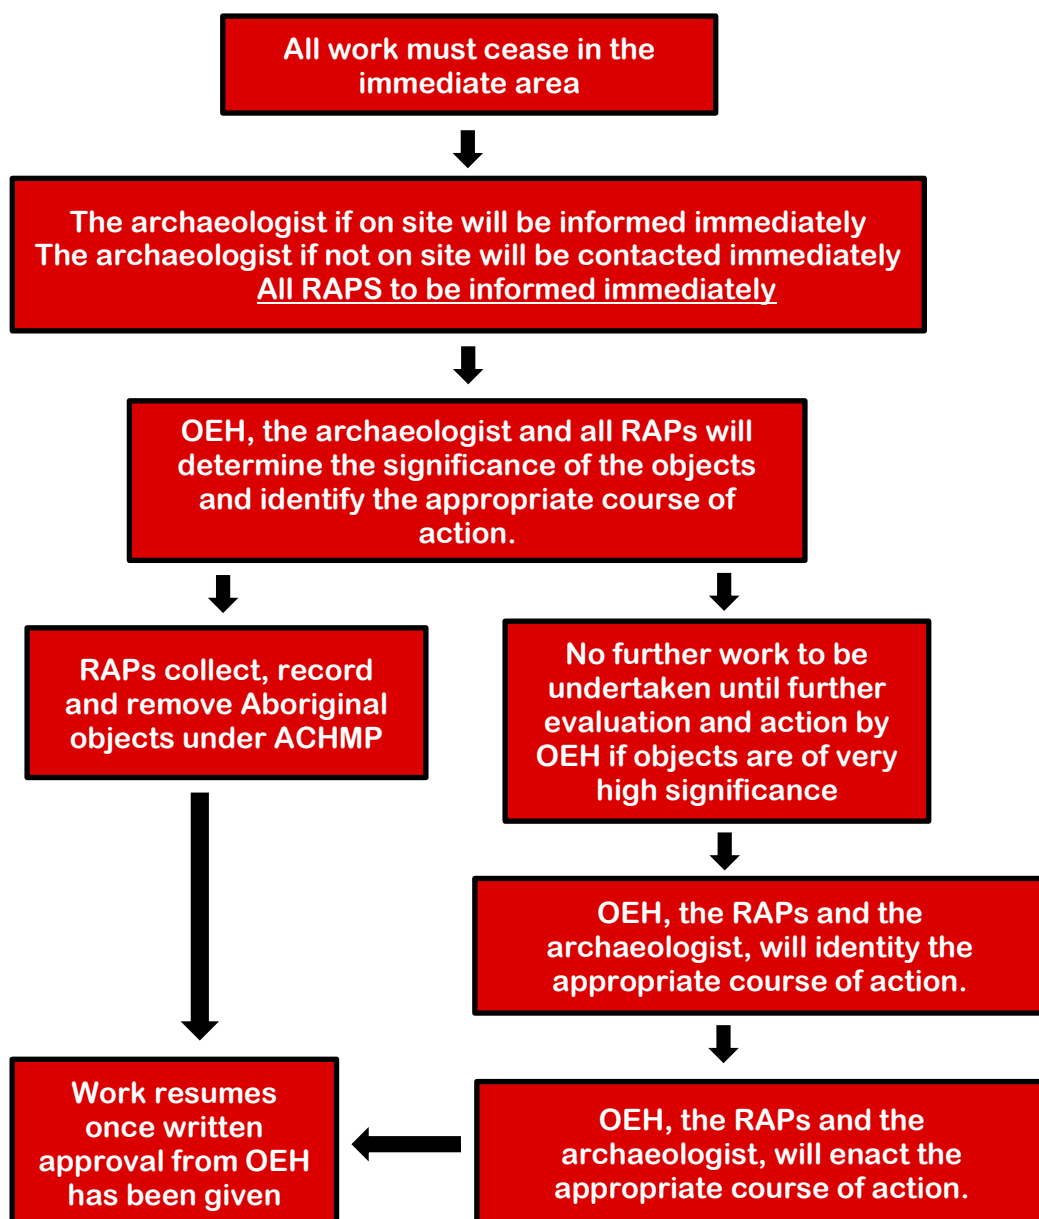 All work must cease in the
immediate area
The archaeologist if on site will be informed immediately
The archaeologist if not on site will be contacted immediately
All RAPS to be informed immediately
OEH, the archaeologist and all RAPs will
determine the significance of the objects
and identify the appropriate course of
action.
RAPs collect, record
and remove Aboriginal
objects under ACHMP
No further work to be
undertaken until further
evaluation and action by
OEH if objects are of very
high significance
OEH, the RAPs and the
archaeologist, will identity the
appropriate course of action.
Work resumes
once written
approval from OEH
has been given
OEH, the RAPs and the
archaeologist, will enact the
appropriate course of action.